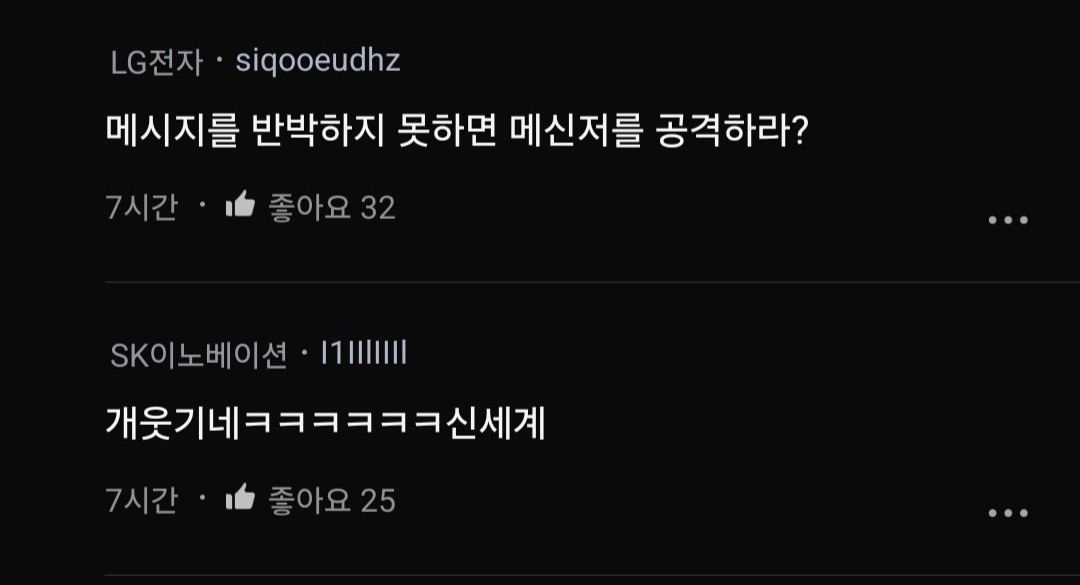 LG전자 · siqooeudhz
메시지를 반박하지 못하면 메신저를 공격하라?
7시간 · 좋아요 32
SK이노베이션 ·
개웃기네ㅋㅋㅋㅋㅋㅋ신세계
7시간 · 좋아요 25